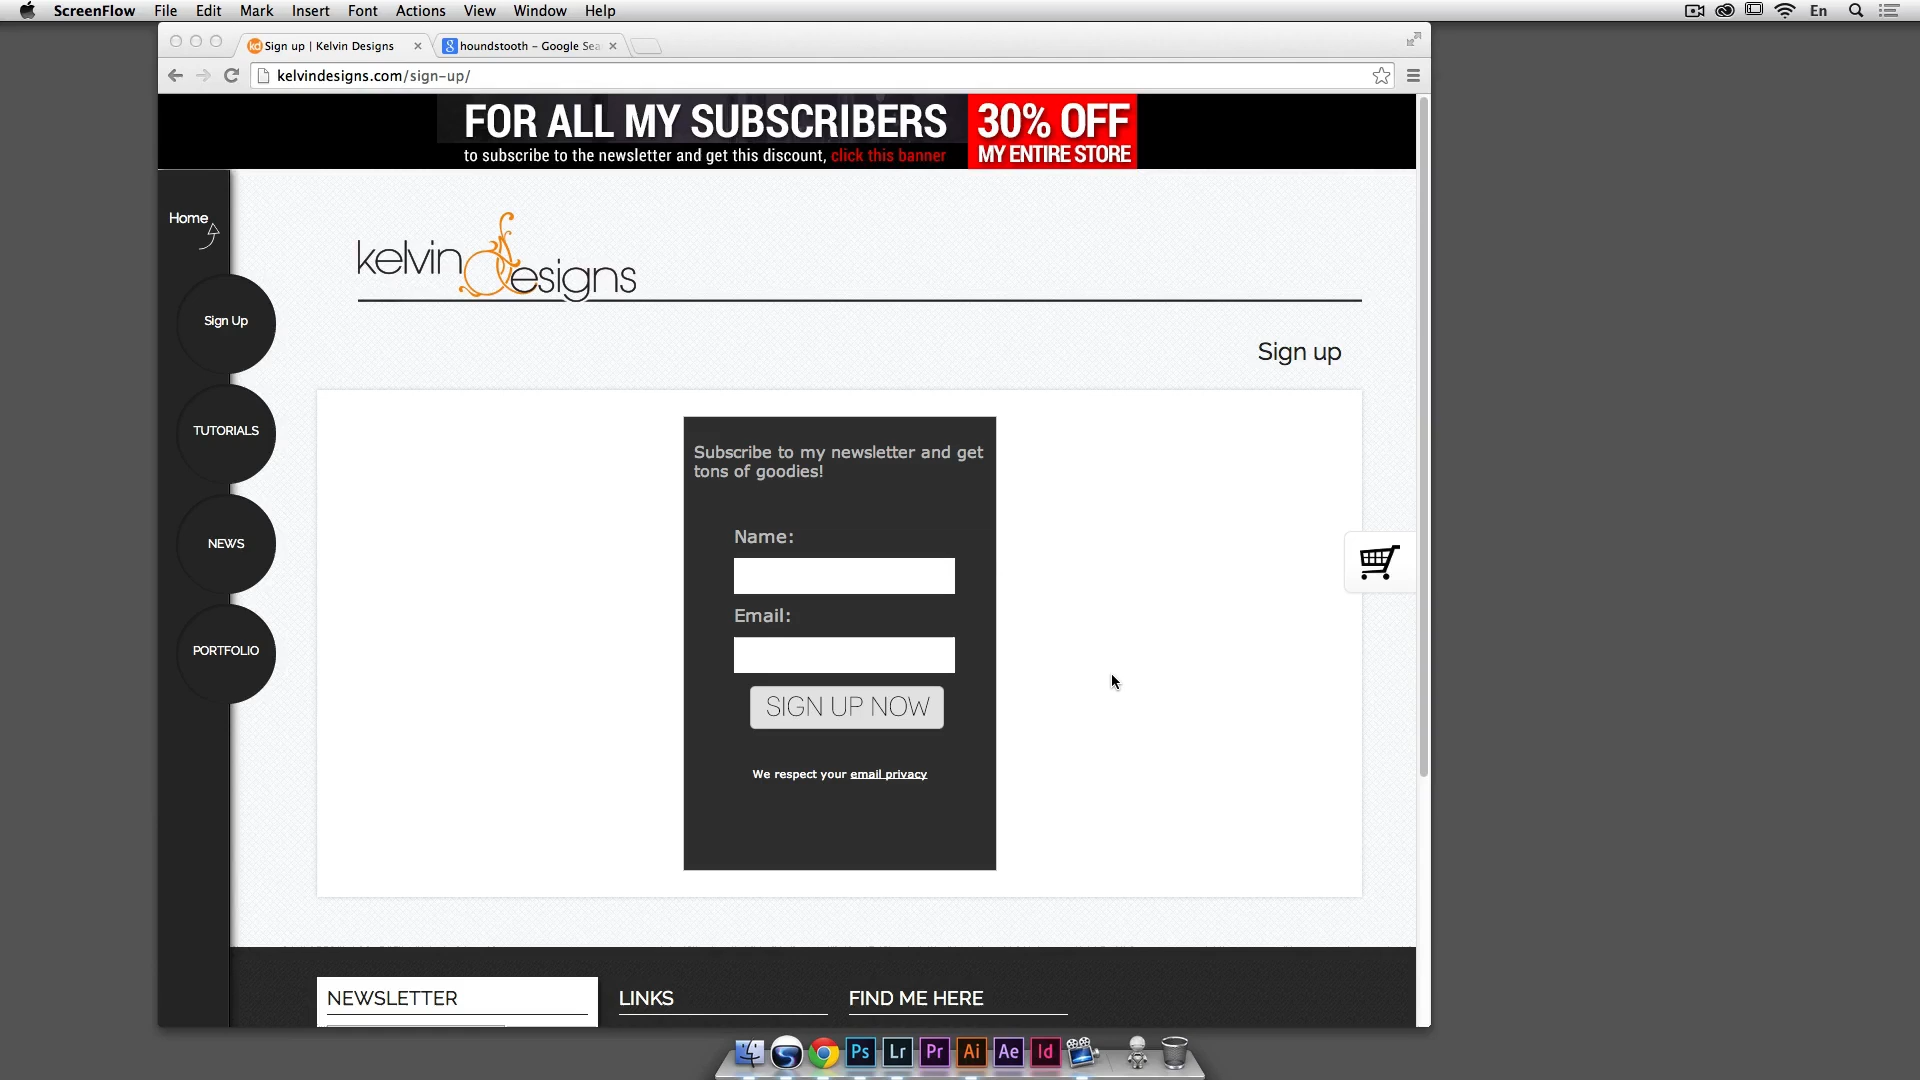 ScreenFlow File Edit Mark Insert Font Actions View Window Help En
kd Sign up | Kelvin Designs
houndstooth – Google Sea
kelvindesigns.com/sign-up/
FOR ALL MY SUBSCRIBERS
to subscribe to the newsletter and get this discount, click this banner
30% OFF
MY ENTIRE STORE
Home
kelvin designs
Sign Up
TUTORIALS
NEWS
PORTFOLIO
Sign up
Subscribe to my newsletter and get
tons of goodies!
Name:
Email:
SIGN UP NOW
We respect your email privacy
NEWSLETTER
LINKS
FIND ME HERE
Ps Lr Pr Ai Ae Id